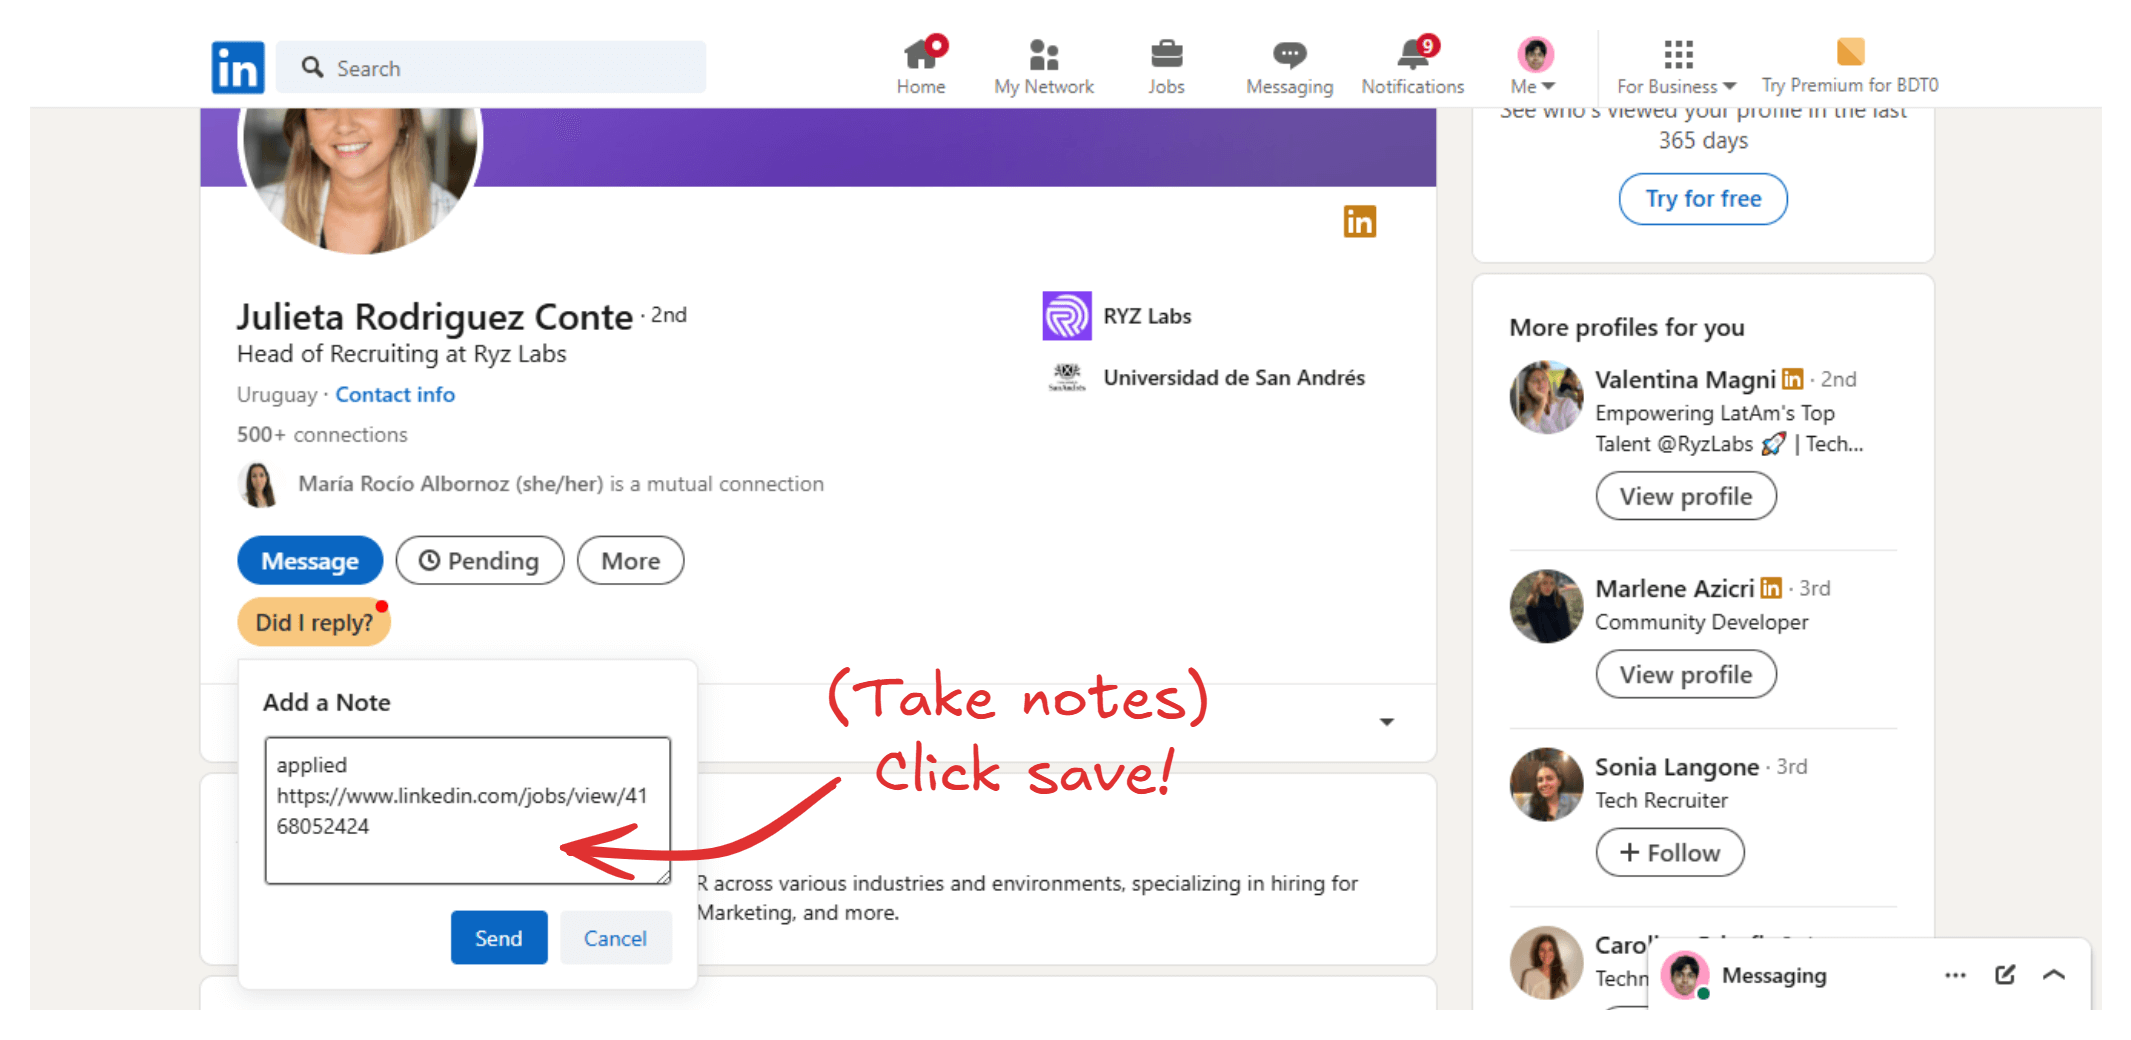 in
Search
Home
My Network
Jobs
Messaging
9
Notifications
Me
For Business
Try Premium for BDT0
See who's viewed your profile in the last
365 days
Try for free
in
Julieta Rodriguez Conte · 2nd
Head of Recruiting at Ryz Labs
Uruguay · Contact info
500+ connections
María Rocío Albornoz (she/her) is a mutual connection
RYZ Labs
Universidad de San Andrés
Message
Pending
More
Did I reply?
Add a Note
applied
https://www.linkedin.com/jobs/view/41
68052424
Send
Cancel
(Take notes)
Click save!
R across various industries and environments, specializing in hiring for
Marketing, and more.
More profiles for you
Valentina Magni in · 2nd
Empowering LatAm's Top
Talent @RyzLabs 🚀 | Tech...
View profile
Marlene Azicri in · 3rd
Community Developer
View profile
Sonia Langone · 3rd
Tech Recruiter
+ Follow
Messaging